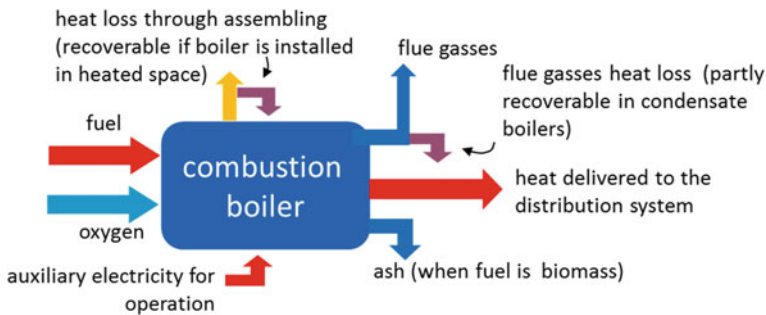 heat loss through assembling
(recoverable if boiler is installed
in heated space)
flue gasses
flue gasses heat loss (partly
recoverable in condensate
boilers)
fuel
combustion
boiler
heat delivered to the
distribution system
oxygen
auxiliary electricity for
operation
ash (when fuel is biomass)